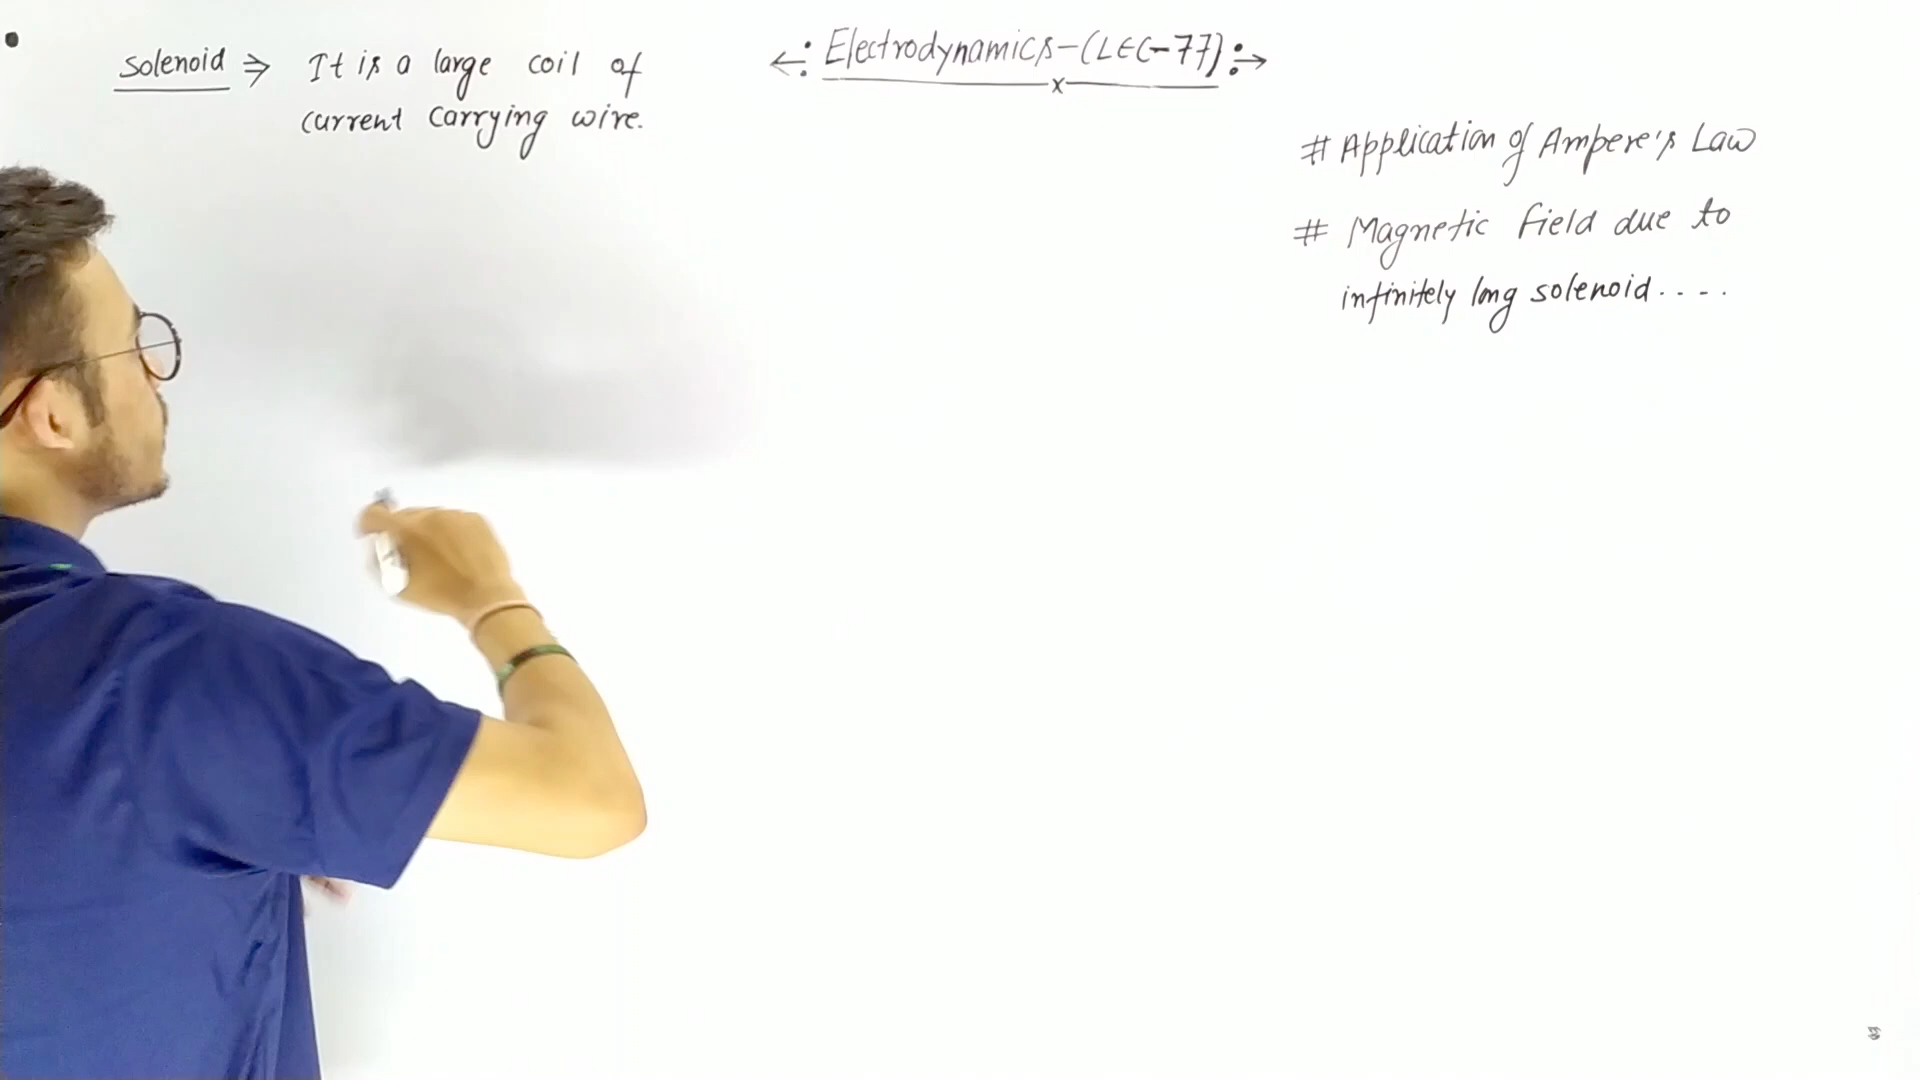 Solenoid ⇒ It is a large coil of
current carrying wire.
Electrodynamics-(LEC-77)
# Application of Ampere's Law
# Magnetic field due to
infinitely long solenoid....